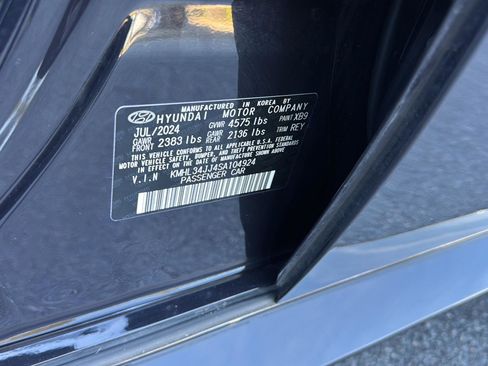 MANUFACTURED IN KOREA BY
HYUNDAI MOTOR COMPANY
JUL/2024 GVWR 4575 lbs PAINT XB9
GAWR FRONT 2383 lbs GAWR REAR 2136 lbs TRIM REY
THIS VEHICLE CONFORMS TO ALL APPLICABLE U.S.A. FEDERAL
MOTOR VEHICLE SAFETY, BUMPER, AND THEFT PREVENTION
STANDARDS IN EFFECT ON THE DATE OF MANUFACTURE SHOWN ABOVE.
V.I.N KMHL34JJ4SA104924
PASSENGER CAR